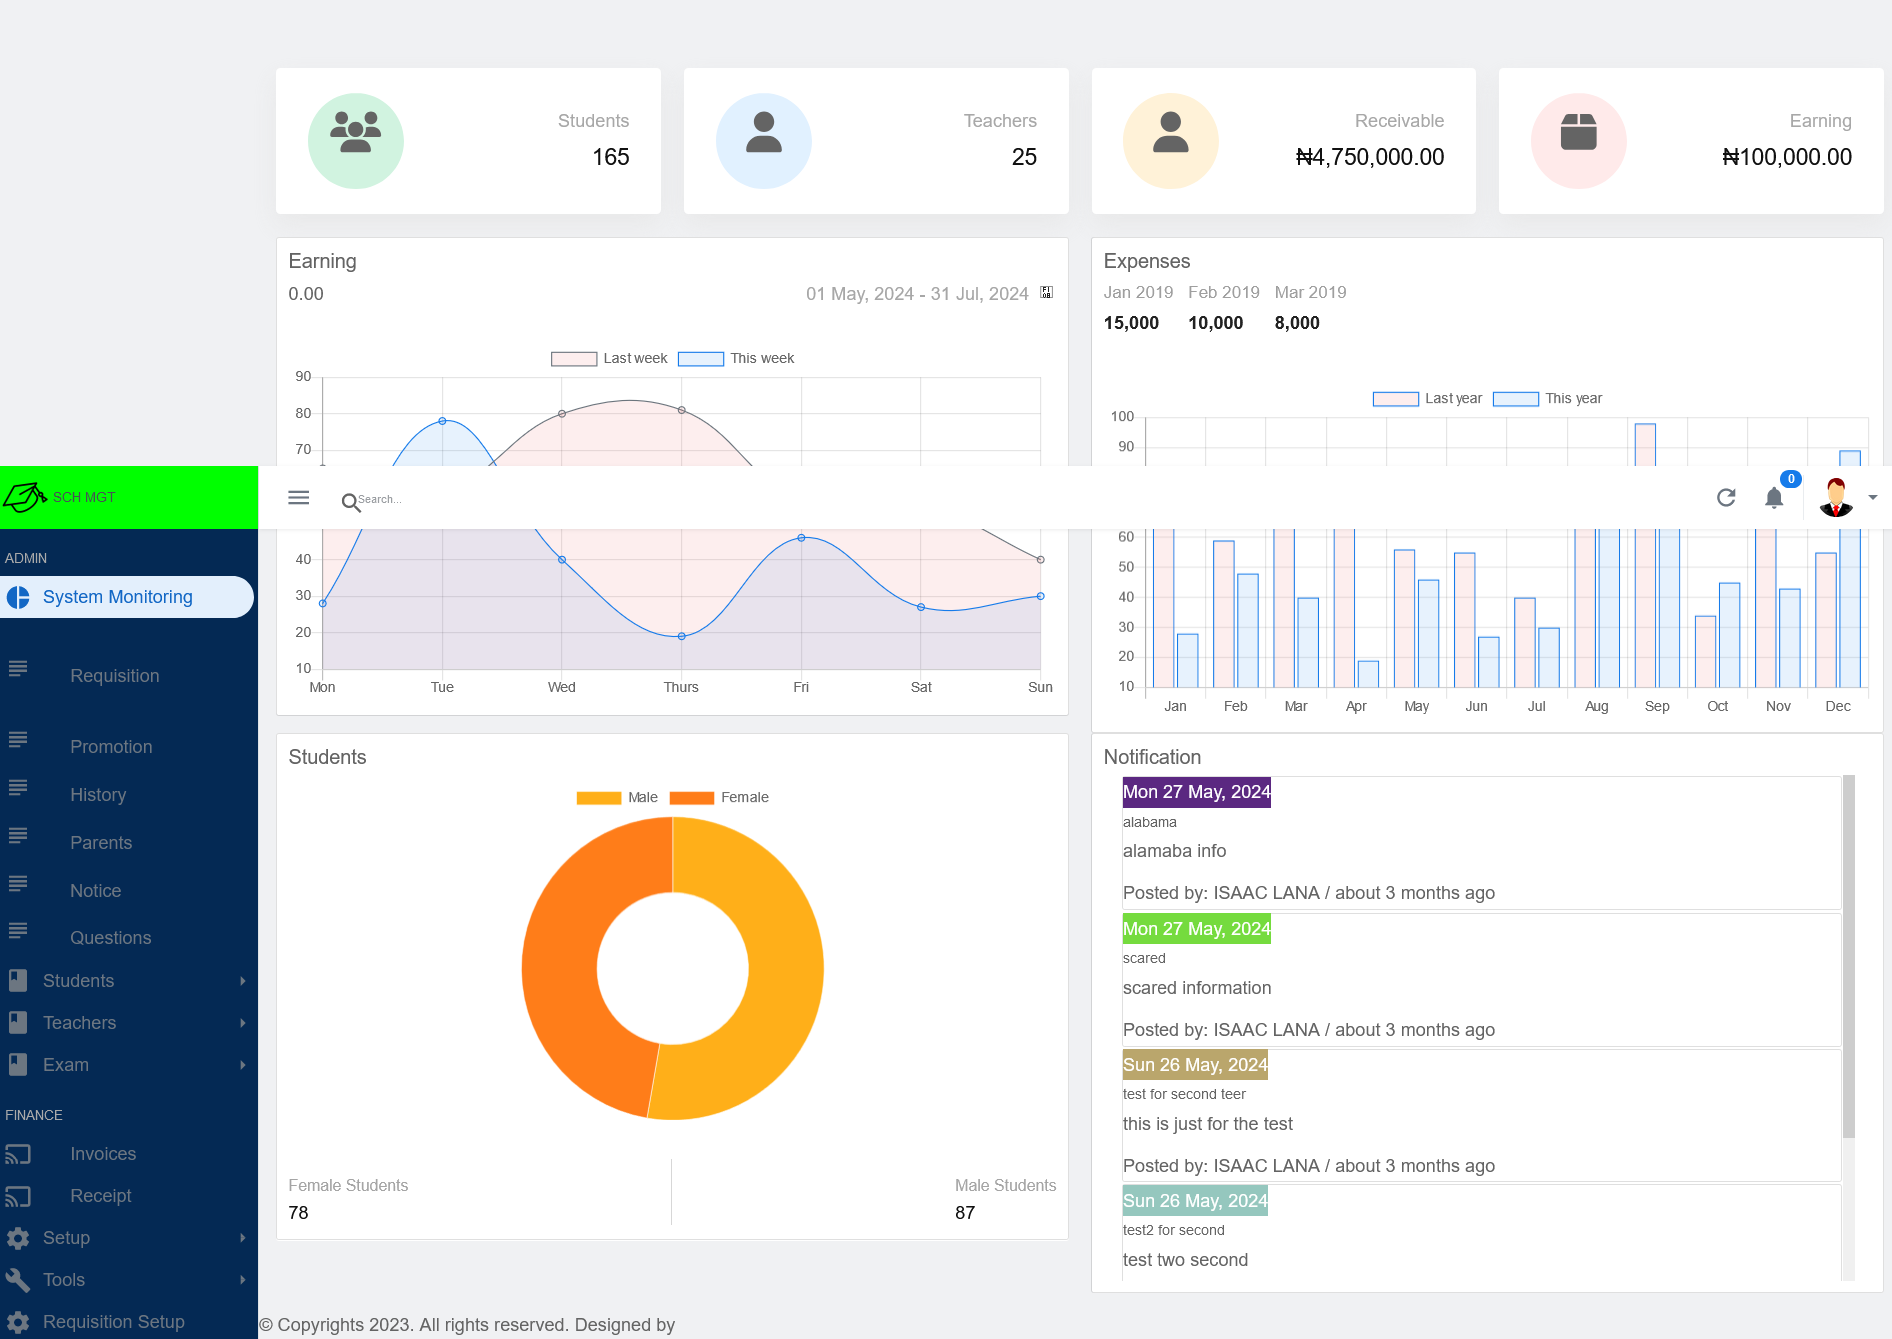 Students
165
Teachers
25
Receivable
₦4,750,000.00
Earning
₦100,000.00
Earning
0.00
01 May, 2024 - 31 Jul, 2024
Last week
This week
90
80
70
40
30
20
10
Mon Tue Wed Thurs Fri Sat Sun
Expenses
Jan 2019 Feb 2019 Mar 2019
15,000 10,000 8,000
Last year
This year
100
90
60
50
40
30
20
10
Jan Feb Mar Apr May Jun Jul Aug Sep Oct Nov Dec
SCH MGT
Search...
0
ADMIN
System Monitoring
Requisition
Promotion
History
Parents
Notice
Questions
Students
Teachers
Exam
FINANCE
Invoices
Receipt
Setup
Tools
Requisition Setup
Students
Male
Female
Female Students
78
Male Students
87
Notification
Mon 27 May, 2024
alabama
alamaba info
Posted by: ISAAC LANA / about 3 months ago
Mon 27 May, 2024
scared
scared information
Posted by: ISAAC LANA / about 3 months ago
Sun 26 May, 2024
test for second teer
this is just for the test
Posted by: ISAAC LANA / about 3 months ago
Sun 26 May, 2024
test2 for second
test two second
© Copyrights 2023. All rights reserved. Designed by